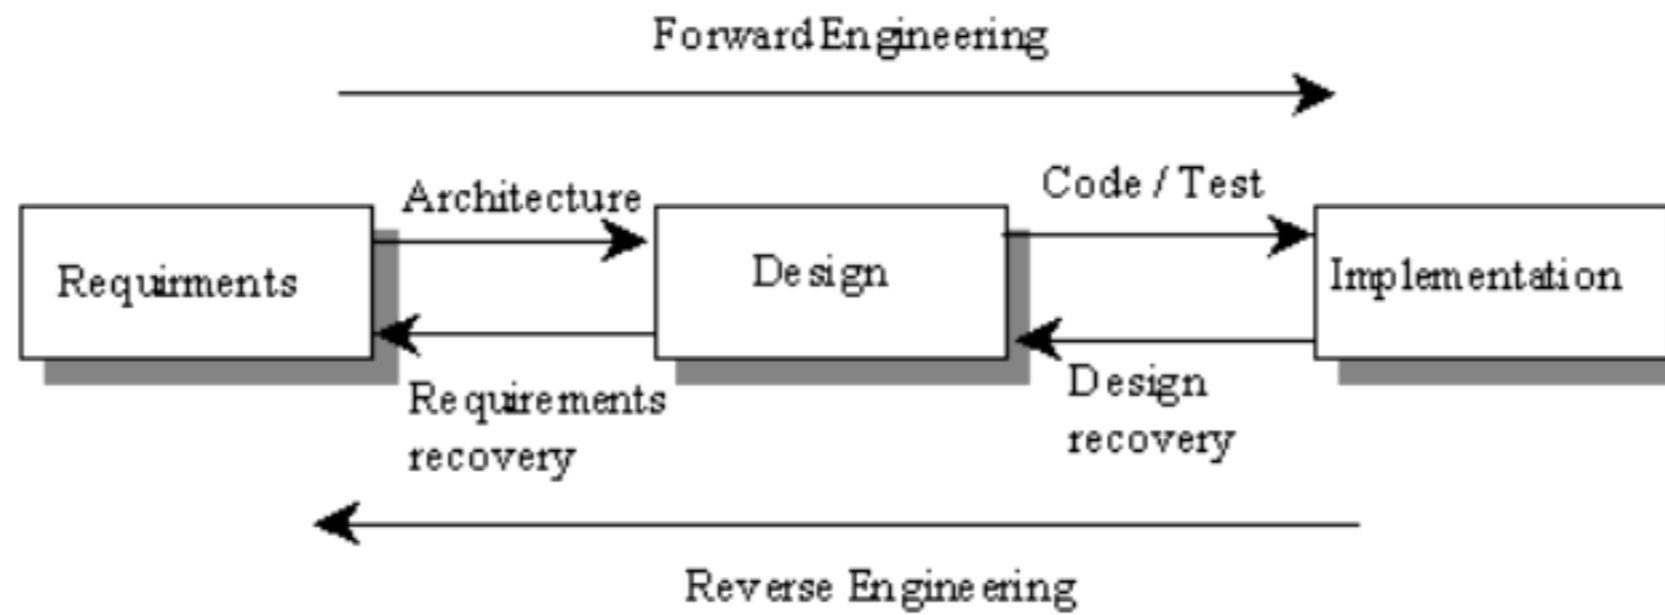 Forward Engineering
Architecture
Code / Test
Requirments
Design
Implementation
Requirements
recovery
Design
recovery
Reverse Engineering